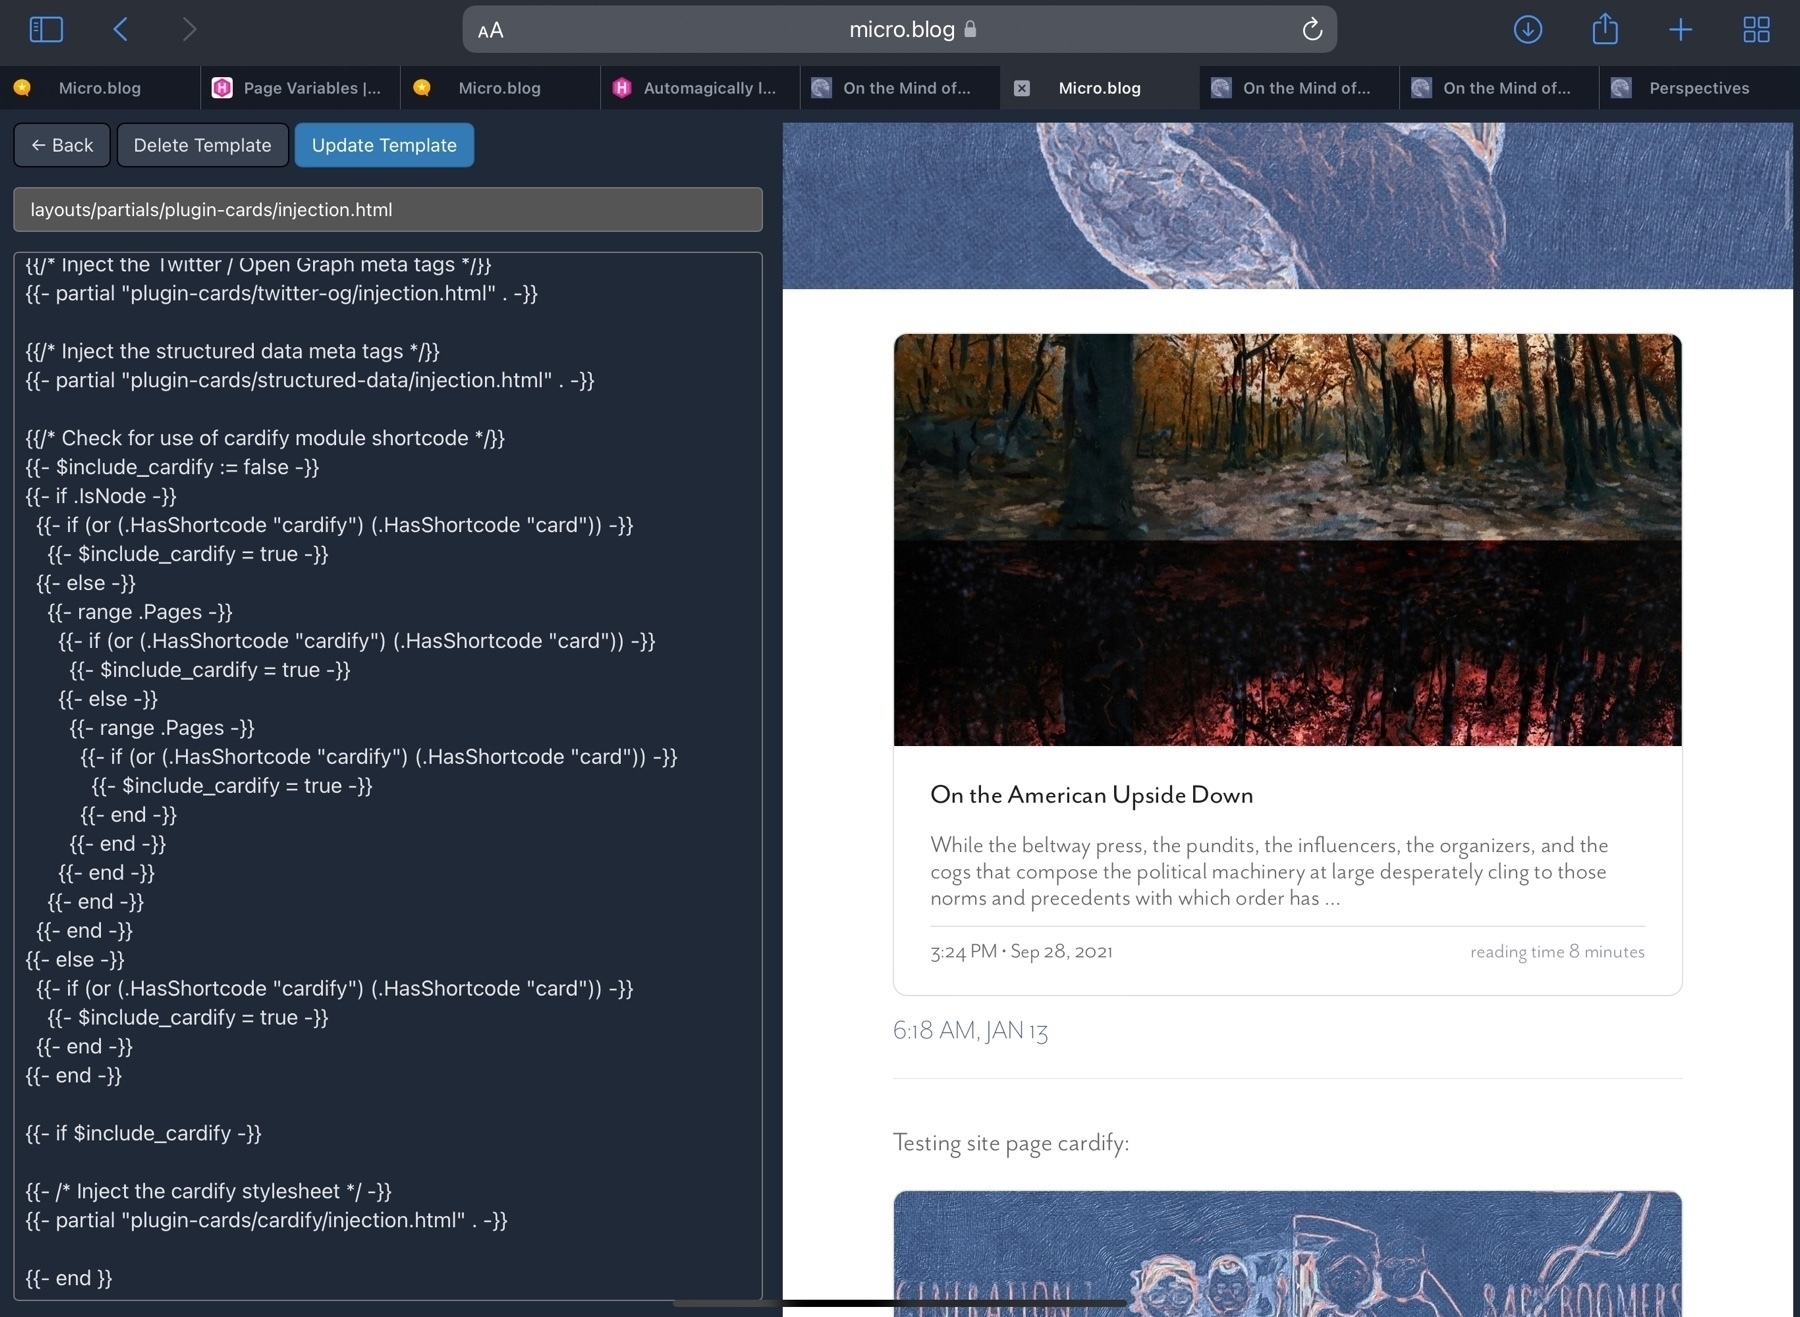 AA
micro.blog
Micro.blog
Page Variables |...
Micro.blog
Automagically I...
On the Mind of...
Micro.blog
On the Mind of...
On the Mind of...
Perspectives
← Back
Delete Template
Update Template
layouts/partials/plugin-cards/injection.html
{{/* Inject the Twitter / Open Graph meta tags */}}
{{- partial "plugin-cards/twitter-og/injection.html" . -}}
{{/* Inject the structured data meta tags */}}
{{- partial "plugin-cards/structured-data/injection.html" . -}}
{{/* Check for use of cardify module shortcode */}}
{{- $include_cardify := false -}}
{{- if .IsNode -}}
{{- if (or (.HasShortcode "cardify") (.HasShortcode "card")) -}}
{{- $include_cardify = true -}}
{{- else -}}
{{- range .Pages -}}
{{- if (or (.HasShortcode "cardify") (.HasShortcode "card")) -}}
{{- $include_cardify = true -}}
{{- else -}}
{{- range .Pages -}}
{{- if (or (.HasShortcode "cardify") (.HasShortcode "card")) -}}
{{- $include_cardify = true -}}
{{- end -}}
{{- end -}}
{{- end -}}
{{- end -}}
{{- end -}}
{{- else -}}
{{- if (or (.HasShortcode "cardify") (.HasShortcode "card")) -}}
{{- $include_cardify = true -}}
{{- end -}}
{{- end -}}
{{- if $include_cardify -}}
{{- /* Inject the cardify stylesheet */ -}}
{{- partial "plugin-cards/cardify/injection.html" . -}}
{{- end }}
On the American Upside Down
While the beltway press, the pundits, the influencers, the organizers, and the
cogs that compose the political machinery at large desperately cling to those
norms and precedents with which order has ...
3:24 PM • Sep 28, 2021
reading time 8 minutes
6:18 AM, JAN 13
Testing site page cardify:
GENERATION
BABY BOOMERS